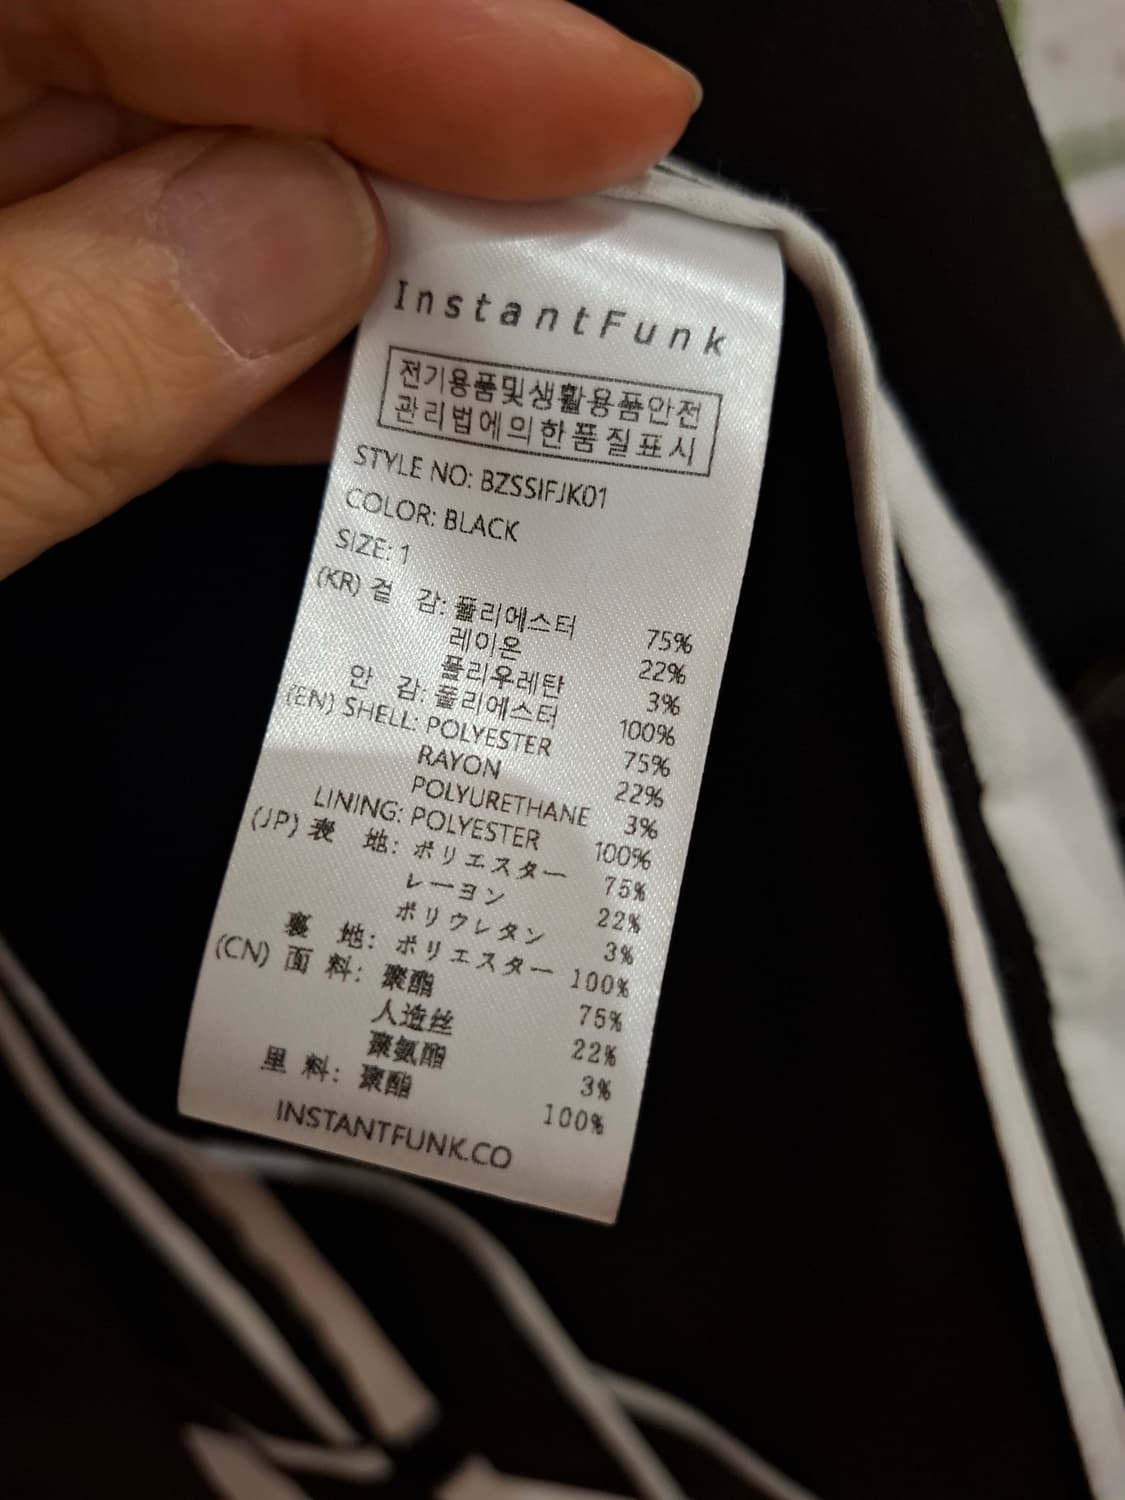 InstantFunk
전기용품및생활용품안전
관리법에의한품질표시
STYLE NO: BZSSIFJK01
COLOR: BLACK
SIZE: 1
(KR) 겉 감: 폴리에스터 75%
레이온 22%
폴리우레탄 3%
안 감: 폴리에스터 100%
(EN) SHELL: POLYESTER 75%
RAYON 22%
POLYURETHANE 3%
LINING: POLYESTER 100%
(JP) 表 地: ポリエスター 75%
レーヨン 22%
ポリウレタン 3%
裏 地: ポリエスター 100%
(CN) 面 料: 聚酯 75%
人造丝 22%
聚氨酯 3%
里 料: 聚酯 100%
INSTANTFUNK.CO